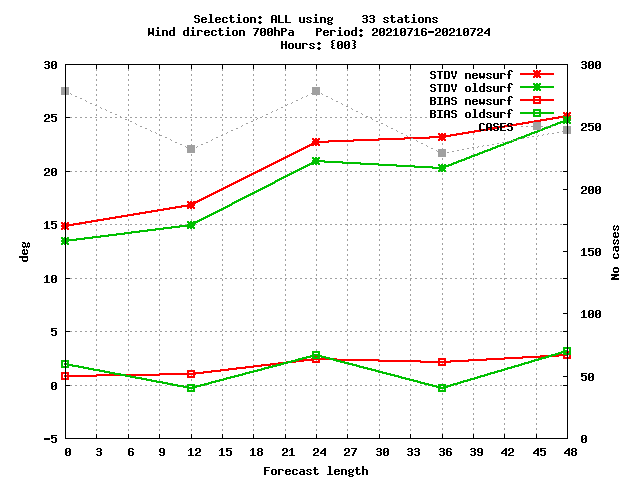 Selection: ALL using    33 stations
Wind direction 700hPa   Period: 20210716-20210724
Hours: {00}
30 300
STDV newsurf
STDV oldsurf
BIAS newsurf
BIAS oldsurf
CASES
25 250
20 200
15 150
deg No cases
10 100
5
0 50
-5 0
0 3 6 9 12 15 18 21 24 27 30 33 36 39 42 45 48
Forecast length